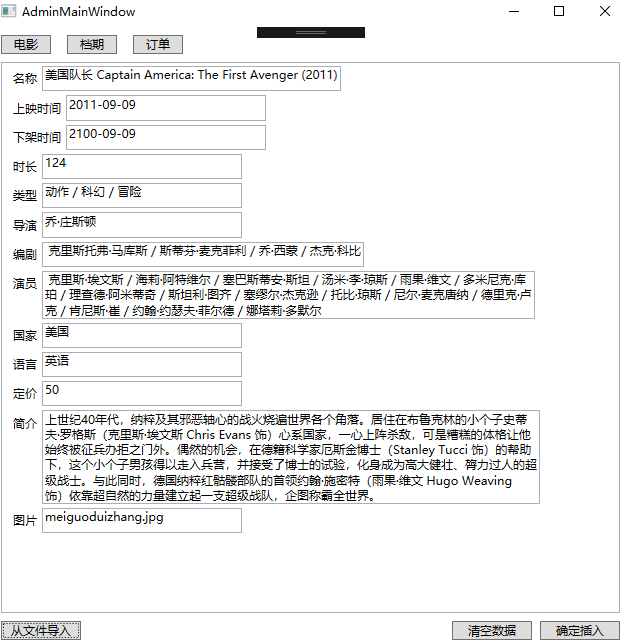 AdminMainWindow
电影 档期 订单
名称 美国队长 Captain America: The First Avenger (2011)
上映时间 2011-09-09
下架时间 2100-09-09
时长 124
类型 动作 / 科幻 / 冒险
导演 乔·庄斯顿
编剧 克里斯托弗·马库斯 / 斯蒂芬·麦克菲利 / 乔·西蒙 / 杰克·科比
演员 克里斯·埃文斯 / 海莉·阿特维尔 / 塞巴斯蒂安·斯坦 / 汤米·李·琼斯 / 雨果·维文 / 多米尼克·库
珀 / 理查德·阿米蒂奇 / 斯坦利·图齐 / 塞缪尔·杰克逊 / 托比·琼斯 / 尼尔·麦克唐纳 / 德里克·卢
克 / 肯尼斯·崔 / 约翰·约瑟夫·菲尔德 / 娜塔莉·多默尔
国家 美国
语言 英语
定价 50
简介 上世纪40年代，纳粹及其邪恶轴心的战火烧遍世界各个角落。居住在布鲁克林的小个子史蒂
夫·罗格斯（克里斯·埃文斯 Chris Evans 饰）心系国家，一心上阵杀敌，可是糟糕的体格让他
始终被征兵办拒之门外。偶然的机会，在德籍科学家厄斯金博士（Stanley Tucci 饰）的帮助
下，这个小个子男孩得以走入兵营，并接受了博士的试验，化身成为高大健壮、膂力过人的超
级战士。与此同时，德国纳粹红骷髅部队的首领约翰·施密特（雨果·维文 Hugo Weaving
饰）依靠超自然的力量建立起一支超级战队，企图称霸全世界。
图片 meiguoduizhang.jpg
从文件导入 清空数据 确定插入